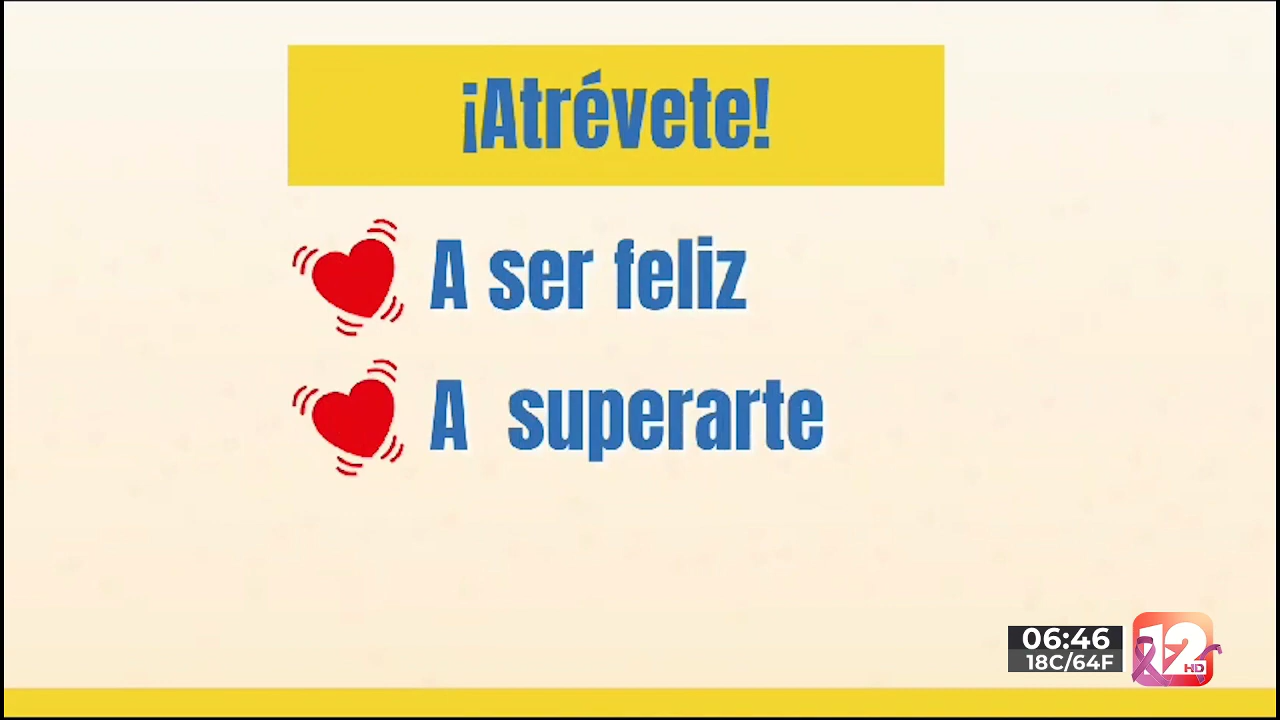 ¡Atrévete!
A ser feliz
A superarte
06:46
18C/64F
12
HD